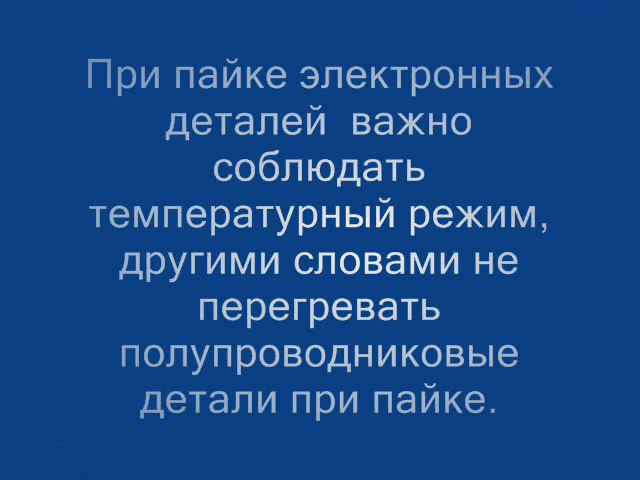 При пайке электронных
деталей  важно
соблюдать
температурный режим,
другими словами не
перегревать
полупроводниковые
детали при пайке.